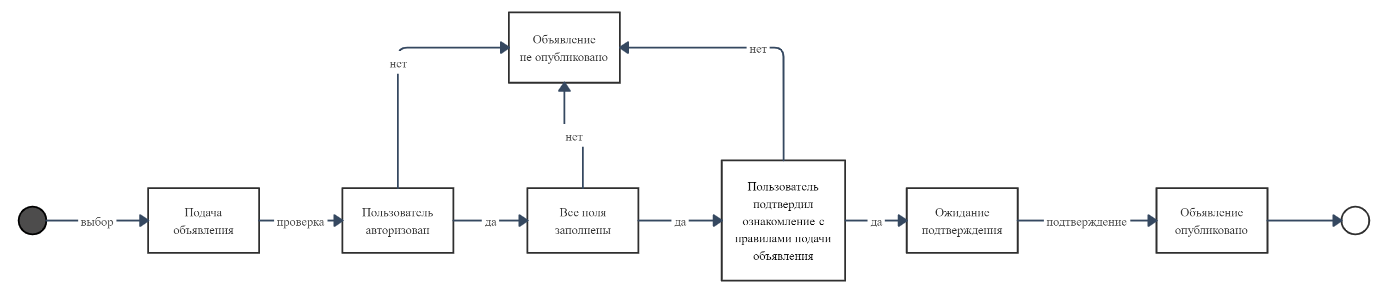 Объявление
не опубликовано
нет
нет
нет
выбор
Подача
объявления
проверка
Пользователь
авторизован
да
Все поля
заполнены
да
Пользователь
подтвердил
ознакомление с
правилами подачи
объявления
да
Ожидание
подтверждения
подтверждение
Объявление
опубликовано